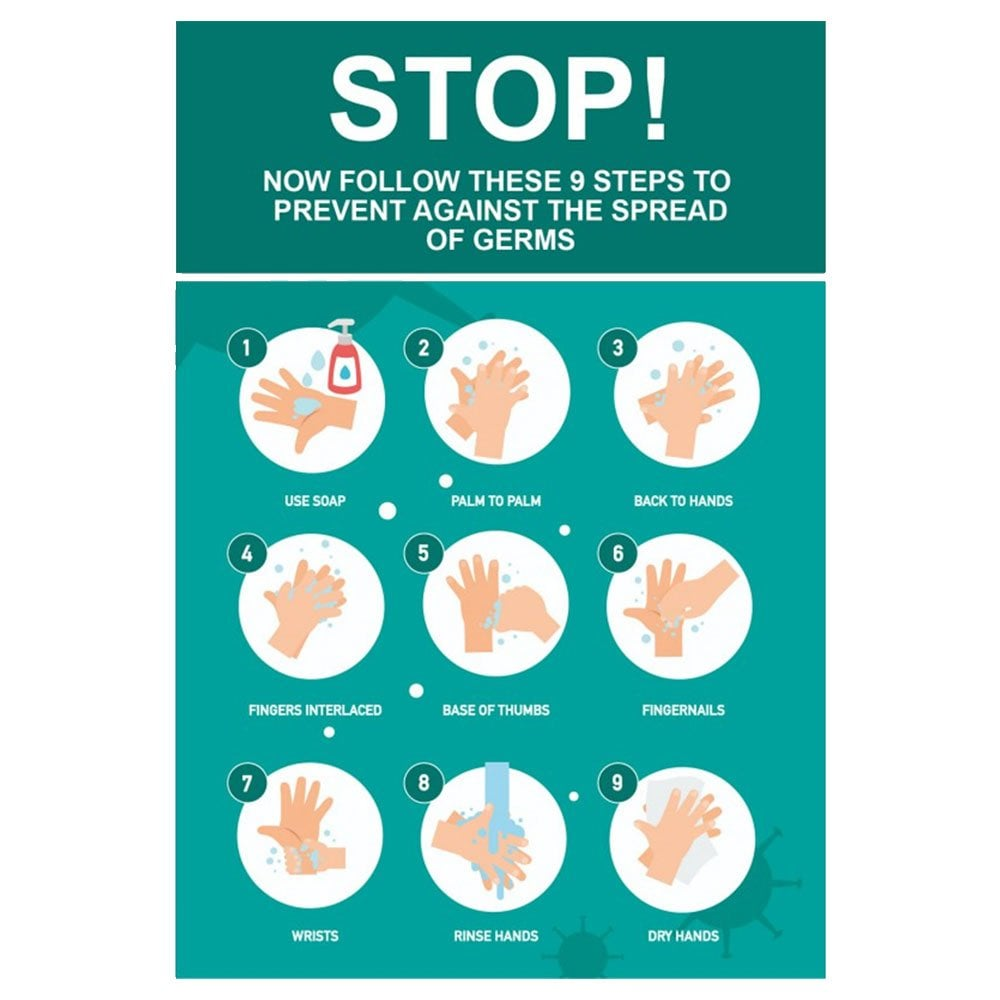 STOP!
NOW FOLLOW THESE 9 STEPS TO
PREVENT AGAINST THE SPREAD
OF GERMS
1
USE SOAP
2
PALM TO PALM
3
BACK TO HANDS
4
FINGERS INTERLACED
5
BASE OF THUMBS
6
FINGERNAILS
7
WRISTS
8
RINSE HANDS
9
DRY HANDS